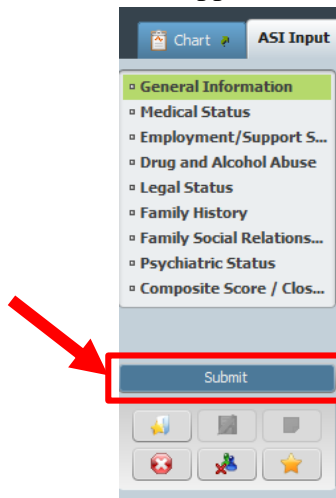 Chart ASI Input
General Information
Medical Status
Employment/Support S...
Drug and Alcohol Abuse
Legal Status
Family History
Family Social Relations...
Psychiatric Status
Composite Score / Clos...
Submit